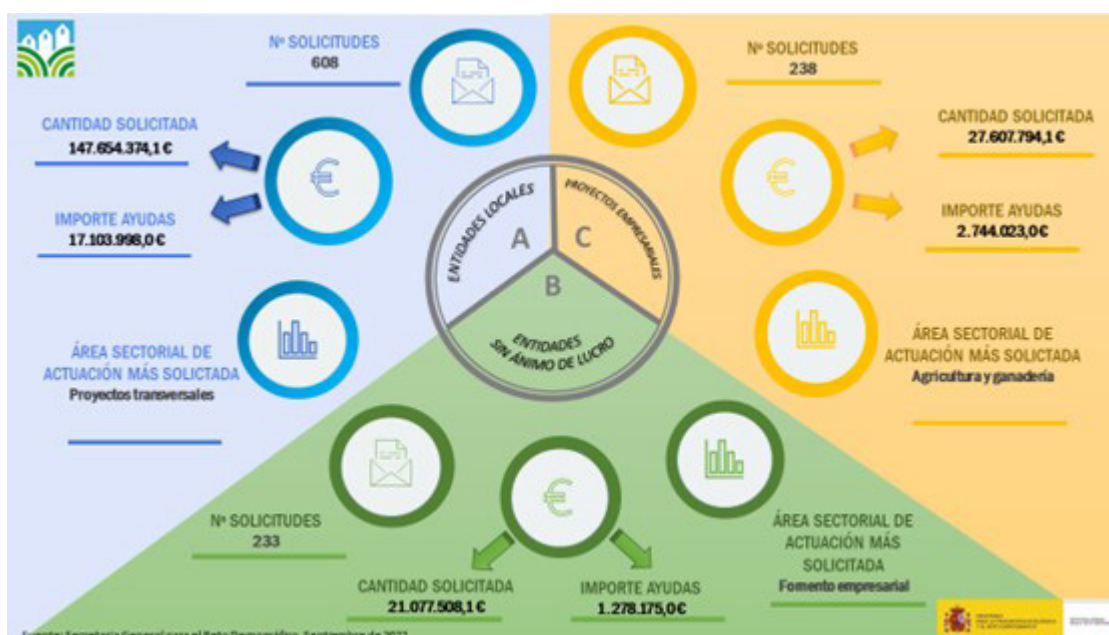 Nº SOLICITUDES
608
CANTIDAD SOLICITADA
147.654.374,1 €
IMPORTE AYUDAS
17.103.998,0 €
ÁREA SECTORIAL DE
ACTUACIÓN MÁS SOLICTADA
Proyectos transversales
Nº SOLICITUDES
238
CANTIDAD SOLICITADA
27.607.794,1 €
IMPORTE AYUDAS
2.744.023,0 €
ÁREA SECTORIAL DE
ACTUACIÓN MÁS SOLICTADA
Agricultura y ganadería
ENTIDADES LOCALES
A
PROYECTOS EMPRESARIALES
C
B
ENTIDADES
SIN ÁNIMO DE LUCRO
€
€
€
Nº SOLICITUDES
233
CANTIDAD SOLICITADA
21.077.508,1 €
IMPORTE AYUDAS
1.278.175,0 €
ÁREA SECTORIAL DE
ACTUACIÓN MÁS
SOLICITADA
Fomento empresarial